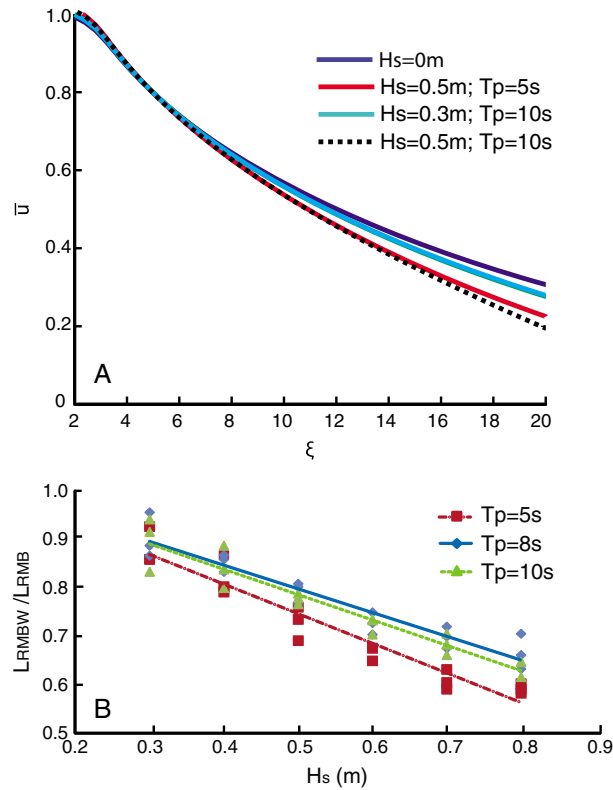 1.0
0.8
0.6
0.4
0.2
0
u̅
Hs=0m
Hs=0.5m; Tp=5s
Hs=0.3m; Tp=10s
Hs=0.5m; Tp=10s
A
2 4 6 8 10 12 14 16 18 20
ξ
1.0
0.9
0.8
0.7
0.6
0.5
LRMBW/LRMB
Tp=5s
Tp=8s
Tp=10s
B
0.2 0.3 0.4 0.5 0.6 0.7 0.8 0.9
Hs (m)